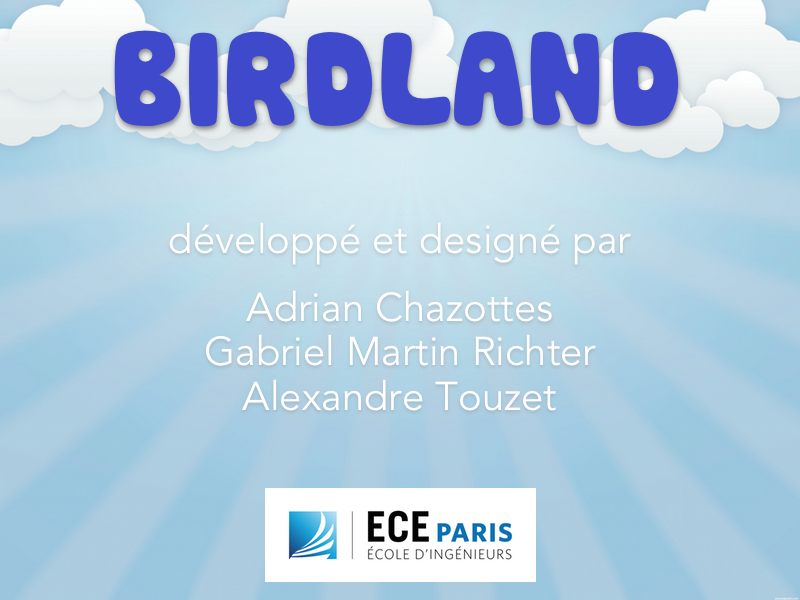 BIRDLAND
développé et designé par
Adrian Chazottes
Gabriel Martin Richter
Alexandre Touzet
ECE PARIS
ÉCOLE D'INGÉNIEURS